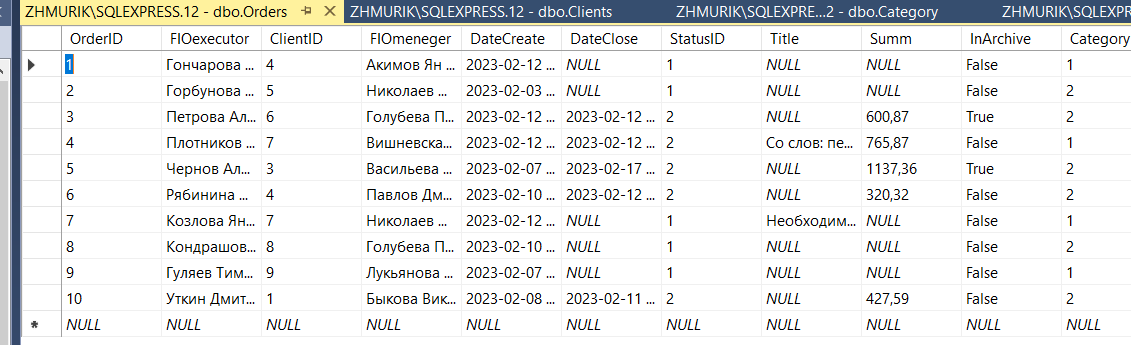 ZHMURIK\SQLEXPRESS.12 - dbo.Orders ZHMURIK\SQLEXPRESS.12 - dbo.Clients ZHMURIK\SQLEXPRE...2 - dbo.Category ZHMURIK\SQLEXPR
OrderID FIOexecutor ClientID FIOmeneger DateCreate DateClose StatusID Title Summ InArchive Category
1 Гончарова ... 4 Акимов Ян ... 2023-02-12 ... NULL 1 NULL NULL False 1
2 Горбунова ... 5 Николаев ... 2023-02-03 ... NULL 1 NULL NULL False 2
3 Петрова Ал... 6 Голубева П... 2023-02-12 ... 2023-02-12 ... 2 NULL 600,87 True 2
4 Плотников ... 7 Вишневска... 2023-02-12 ... 2023-02-12 ... 2 Со слов: пе... 765,87 False 1
5 Чернов Ал... 3 Васильева ... 2023-02-07 ... 2023-02-17 ... 2 NULL 1137,36 True 2
6 Рябинина ... 4 Павлов Дм... 2023-02-10 ... 2023-02-12 ... 2 NULL 320,32 False 2
7 Козлова Ян... 7 Николаев ... 2023-02-12 ... NULL 1 Необходим... NULL False 1
8 Кондрашов... 8 Голубева П... 2023-02-10 ... NULL 1 NULL NULL False 2
9 Гуляев Тим... 9 Лукьянова ... 2023-02-07 ... NULL 1 NULL NULL False 1
10 Уткин Дмит... 1 Быкова Вик... 2023-02-08 ... 2023-02-11 ... 2 NULL 427,59 False 2
NULL NULL NULL NULL NULL NULL NULL NULL NULL NULL NULL